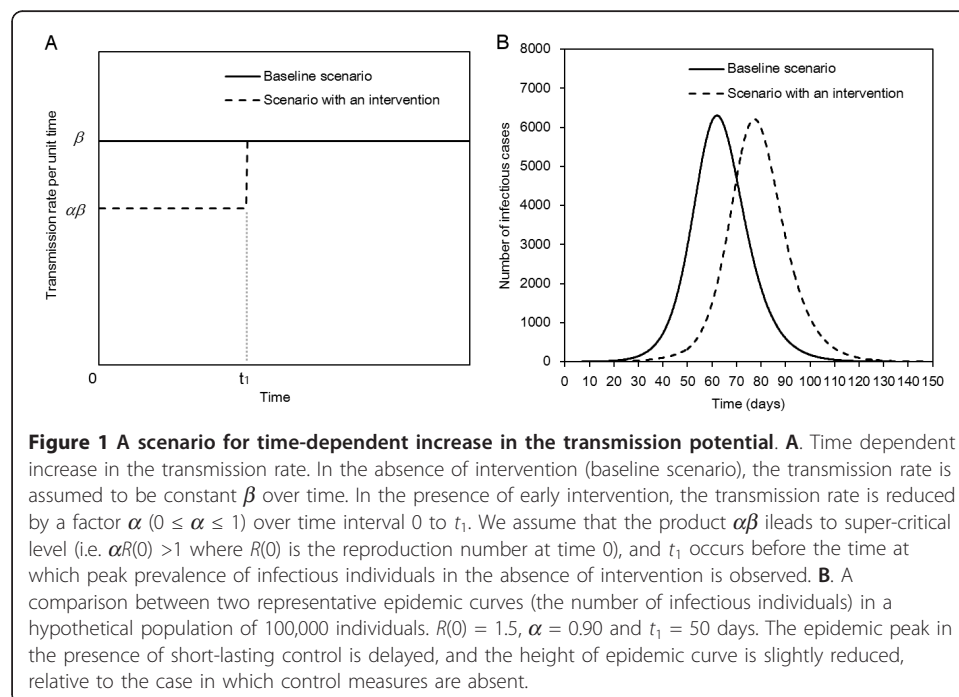 A
Baseline scenario
Scenario with an intervention
Transmission rate per unit time
β
αβ
0
t1
Time
B
8000
7000
6000
5000
4000
3000
2000
1000
0
Baseline scenario
Scenario with an intervention
Number of infectious cases
0 10 20 30 40 50 60 70 80 90 100 110 120 130 140 150
Time (days)
Figure 1 A scenario for time-dependent increase in the transmission potential. A. Time dependent
increase in the transmission rate. In the absence of intervention (baseline scenario), the transmission rate is
assumed to be constant β over time. In the presence of early intervention, the transmission rate is reduced
by a factor α (0 ≤ α ≤ 1) over time interval 0 to t1. We assume that the product αβ ileads to super-critical
level (i.e. αR(0) >1 where R(0) is the reproduction number at time 0), and t1 occurs before the time at
which peak prevalence of infectious individuals in the absence of intervention is observed. B. A
comparison between two representative epidemic curves (the number of infectious individuals) in a
hypothetical population of 100,000 individuals. R(0) = 1.5, α = 0.90 and t1 = 50 days. The epidemic peak in
the presence of short-lasting control is delayed, and the height of epidemic curve is slightly reduced,
relative to the case in which control measures are absent.